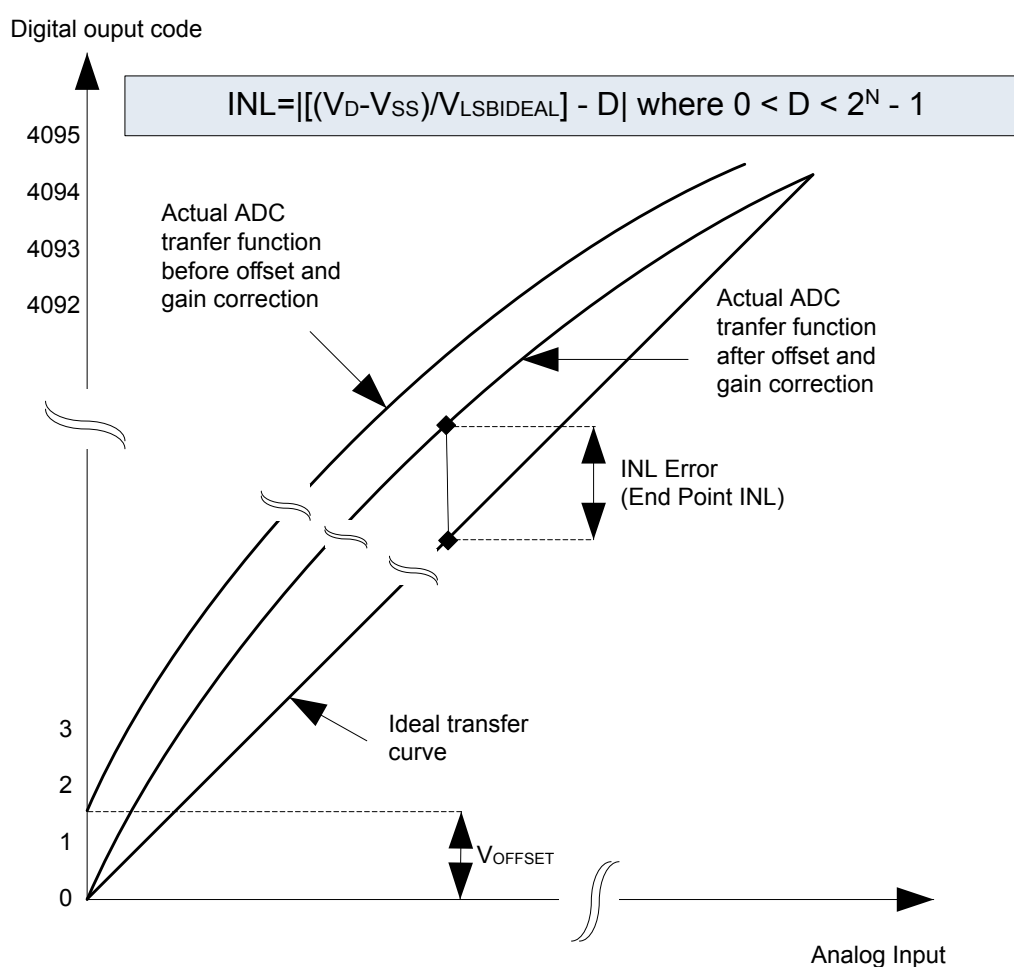 Digital ouput code
INL=|[(VD-VSS)/VLSBIDEAL] - D| where 0 < D < 2^N - 1
4095
4094
4093
4092
Actual ADC
tranfer function
before offset and
gain correction
Actual ADC
tranfer function
after offset and
gain correction
INL Error
(End Point INL)
Ideal transfer
curve
3
2
1
0
VOFFSET
Analog Input